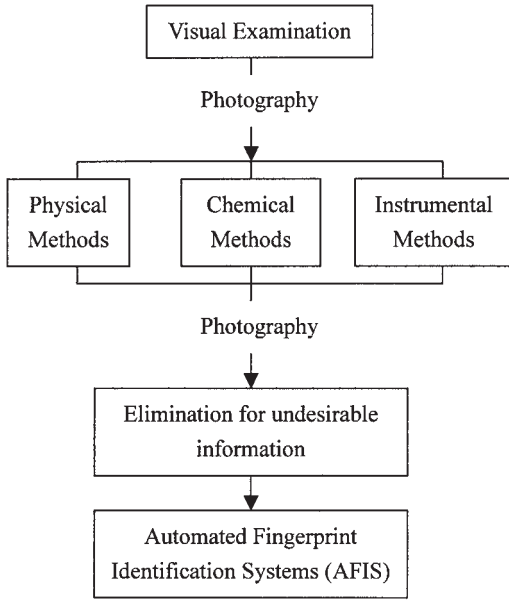 Visual Examination
Photography
Physical
Methods
Chemical
Methods
Instrumental
Methods
Photography
Elimination for undesirable
information
Automated Fingerprint
Identification Systems (AFIS)